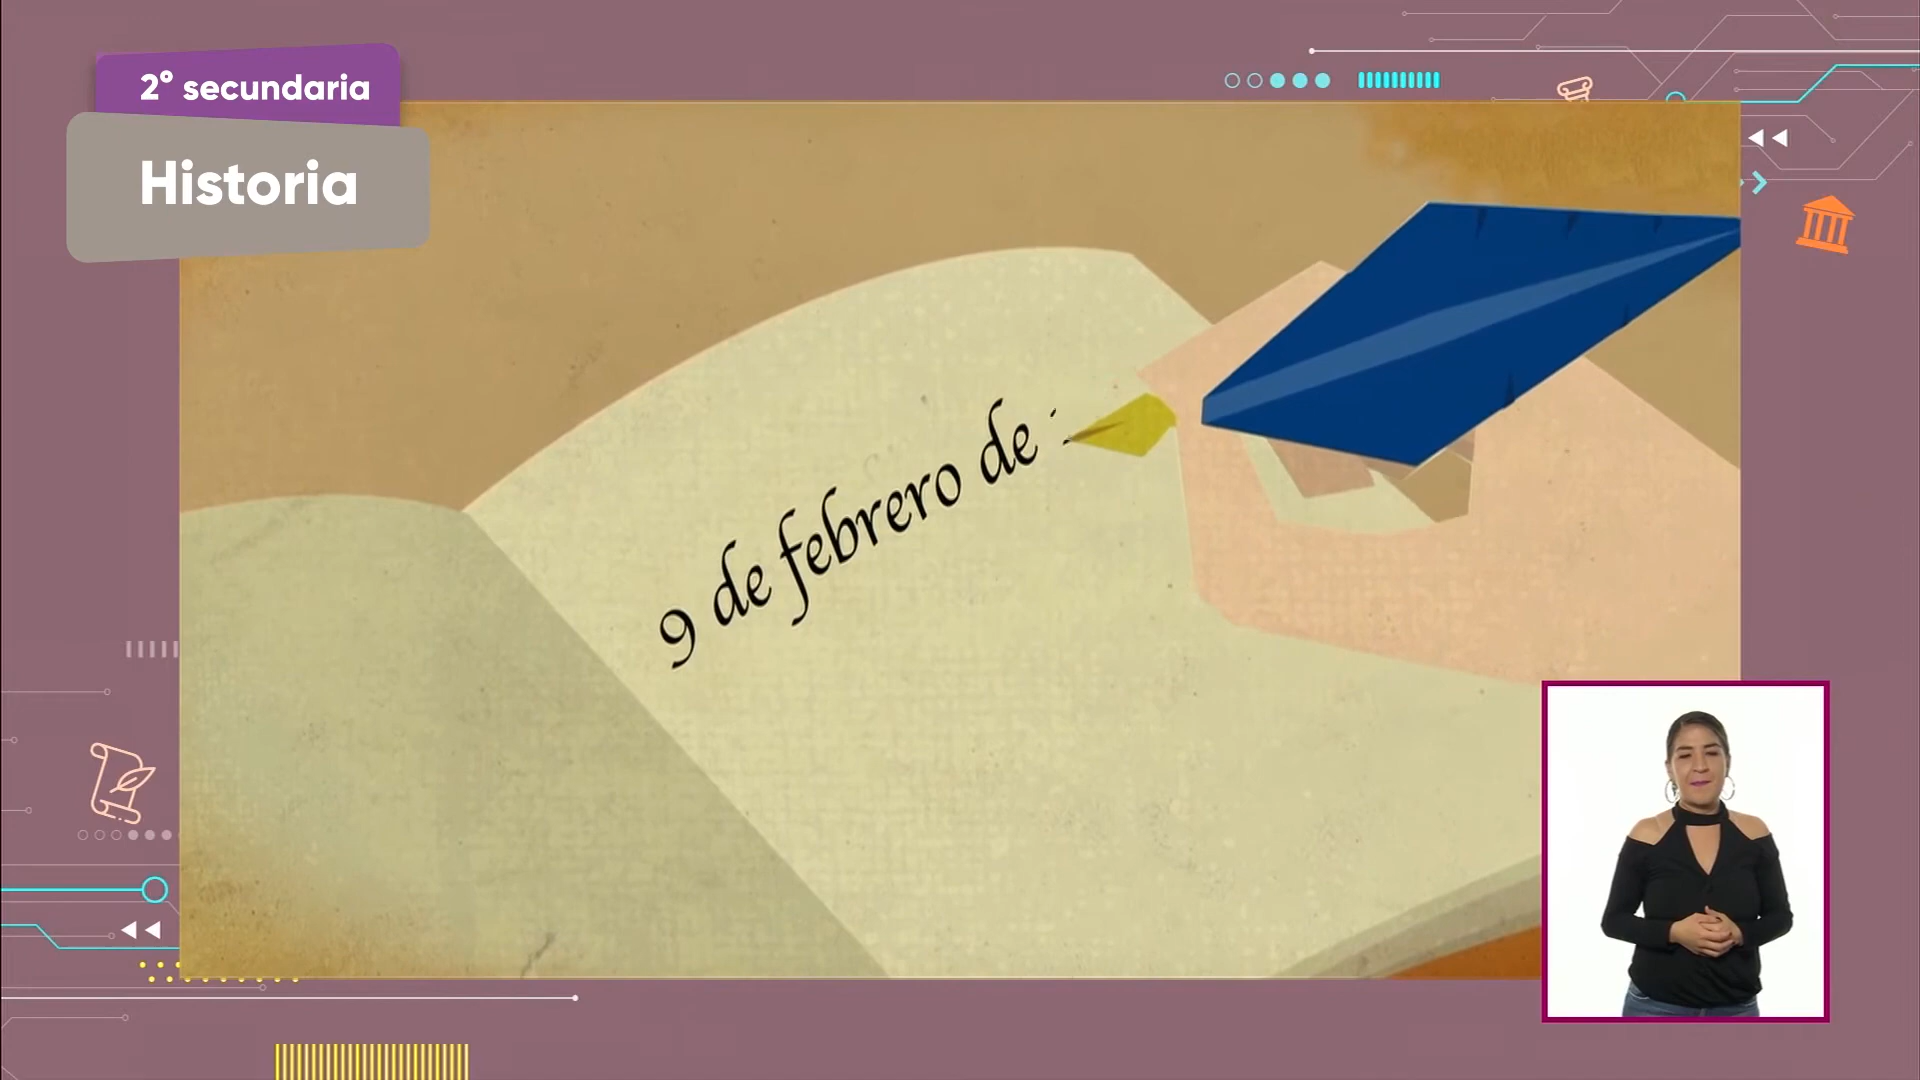 2° secundaria
Historia
9 de febrero de